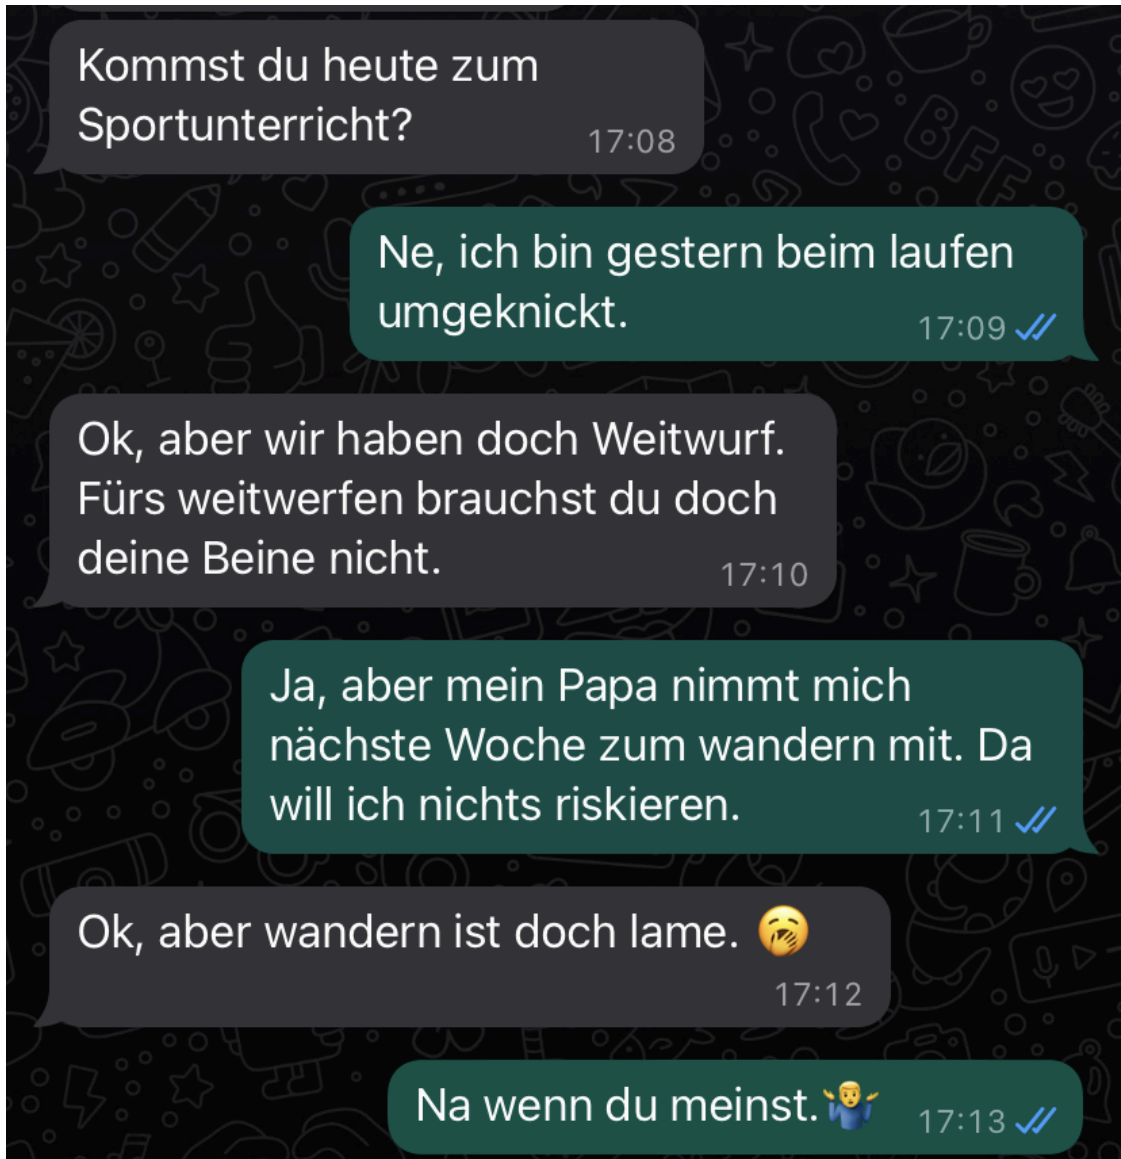 Kommst du heute zum
Sportunterricht?
17:08
Ne, ich bin gestern beim laufen
umgeknickt.
17:09
Ok, aber wir haben doch Weitwurf.
Fürs weitwerfen brauchst du doch
deine Beine nicht.
17:10
Ja, aber mein Papa nimmt mich
nächste Woche zum wandern mit. Da
will ich nichts riskieren.
17:11
Ok, aber wandern ist doch lame. 🥱
17:12
Na wenn du meinst.🤷‍♂️
17:13
BFF